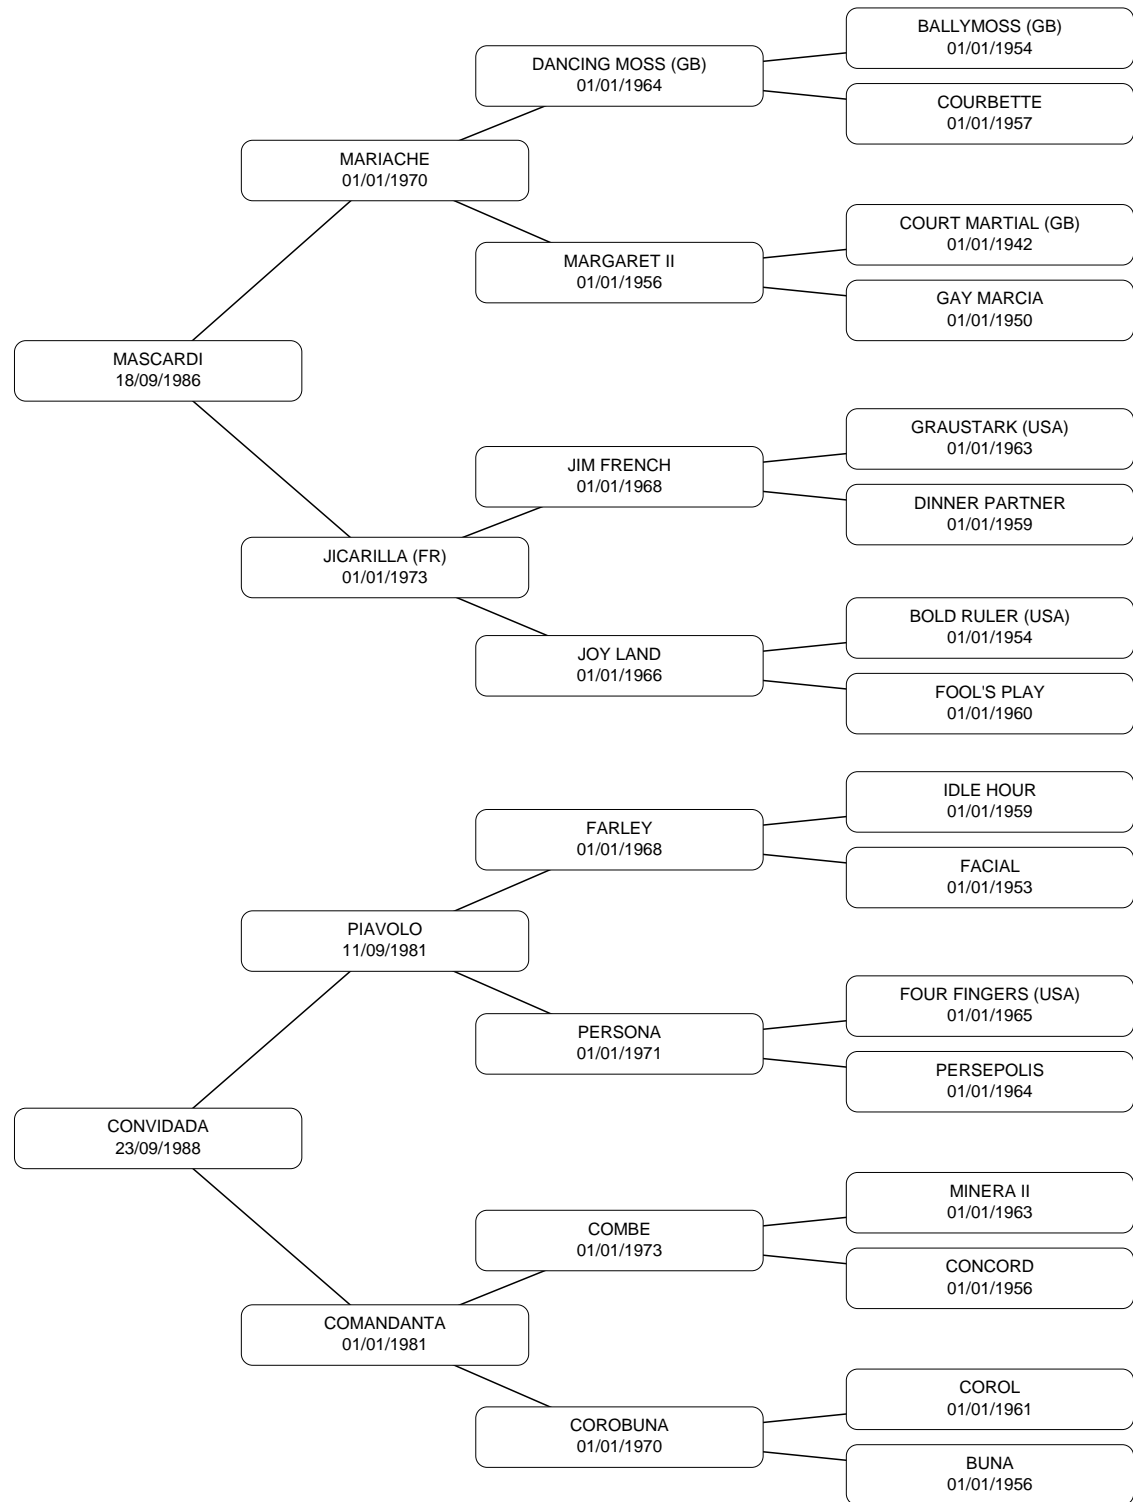 BALLYMOSS (GB)
01/01/1954
DANCING MOSS (GB)
01/01/1964
COURBETTE
01/01/1957
MARIACHE
01/01/1970
COURT MARTIAL (GB)
01/01/1942
MARGARET II
01/01/1956
GAY MARCIA
01/01/1950
MASCARDI
18/09/1986
GRAUSTARK (USA)
01/01/1963
JIM FRENCH
01/01/1968
DINNER PARTNER
01/01/1959
JICARILLA (FR)
01/01/1973
BOLD RULER (USA)
01/01/1954
JOY LAND
01/01/1966
FOOL'S PLAY
01/01/1960
IDLE HOUR
01/01/1959
FARLEY
01/01/1968
FACIAL
01/01/1953
PIAVOLO
11/09/1981
FOUR FINGERS (USA)
01/01/1965
PERSONA
01/01/1971
PERSEPOLIS
01/01/1964
CONVIDADA
23/09/1988
MINERA II
01/01/1963
COMBE
01/01/1973
CONCORD
01/01/1956
COMANDANTA
01/01/1981
COROL
01/01/1961
COROBUNA
01/01/1970
BUNA
01/01/1956